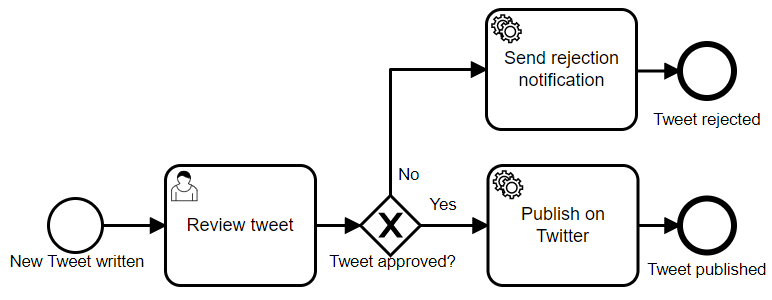 Send rejection
notification
Tweet rejected
No
Yes
New Tweet written
Review tweet
Tweet approved?
Publish on
Twitter
Tweet published